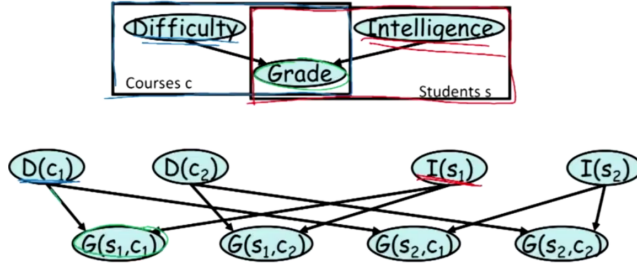 Difficulty Intelligence
Grade
Courses c
Students s
D(c₁) D(c₂) I(s₁) I(s₂)
G(s₁,c₁) G(s₁,c₂) G(s₂,c₁) G(s₂,c₂)